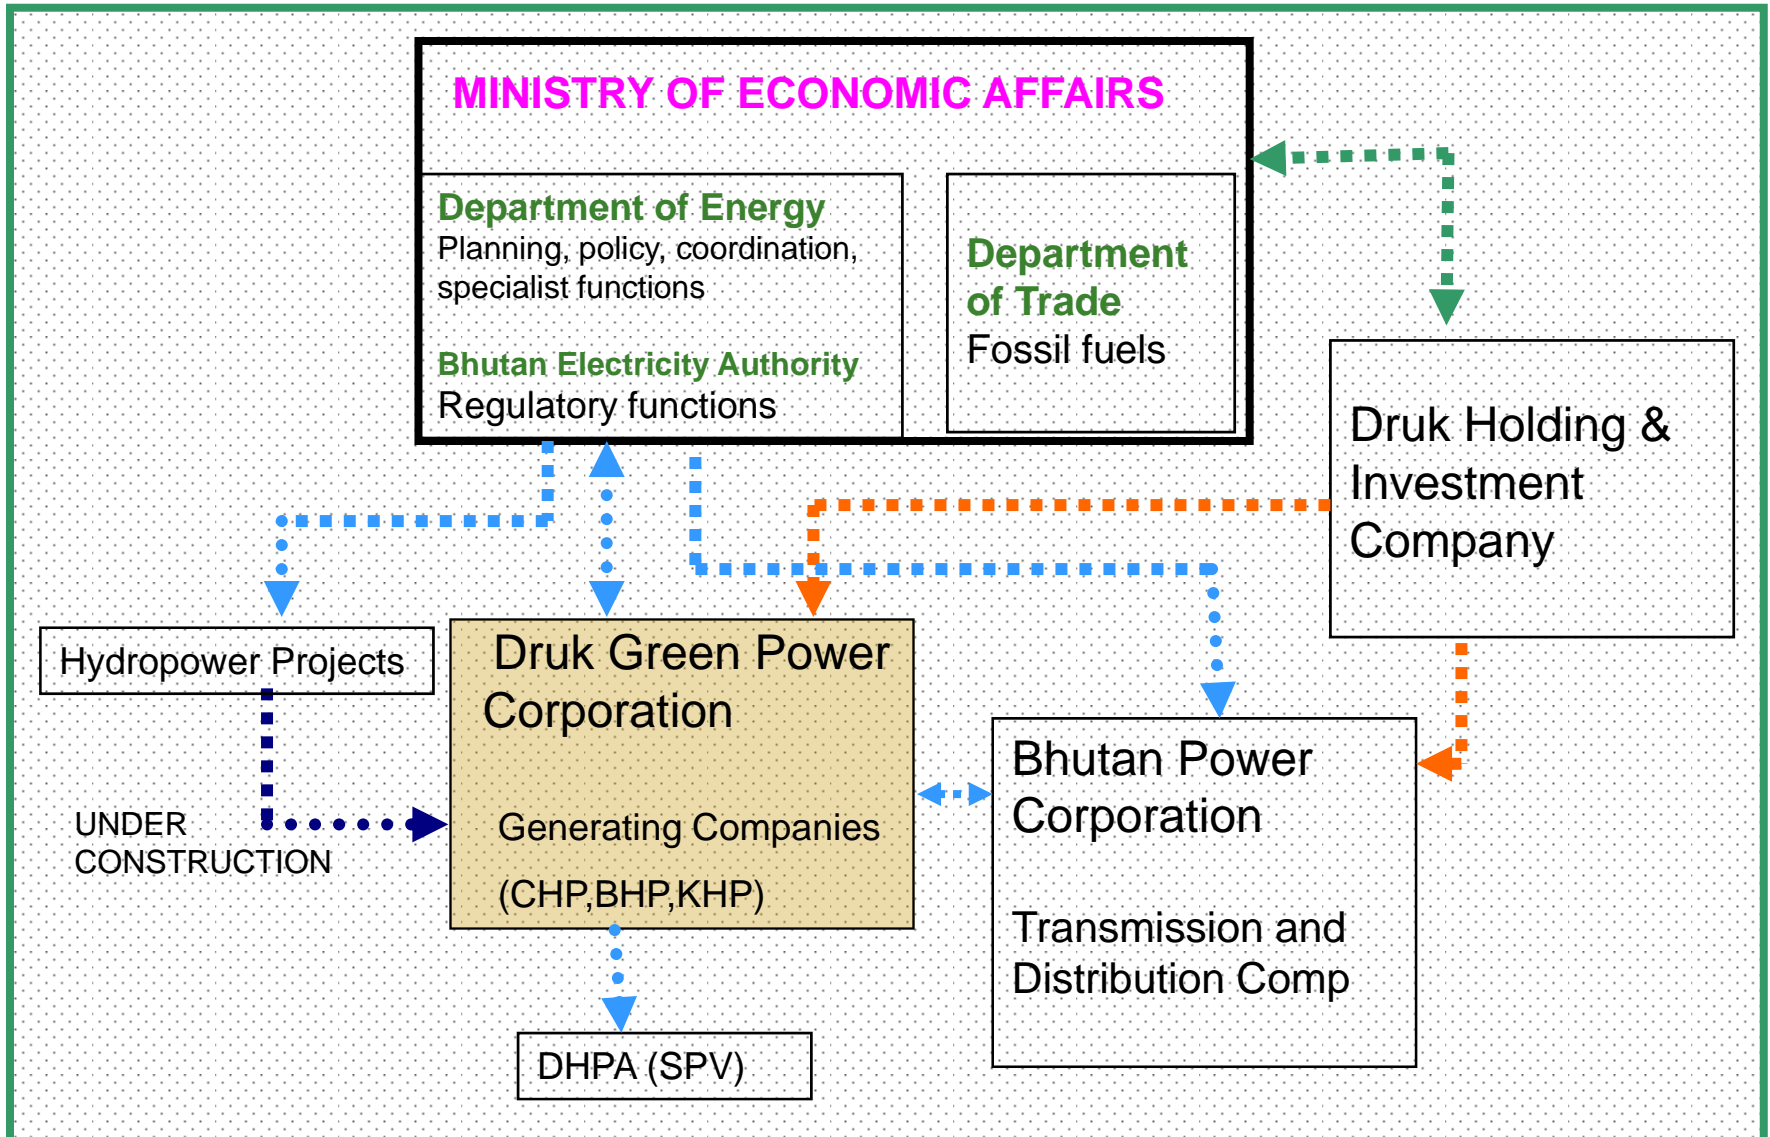 MINISTRY OF ECONOMIC AFFAIRS
Department of Energy
Planning, policy, coordination,
specialist functions
Bhutan Electricity Authority
Regulatory functions
Department
of Trade
Fossil fuels
Druk Holding &
Investment
Company
Hydropower Projects
Druk Green Power
Corporation
Generating Companies
(CHP,BHP,KHP)
UNDER
CONSTRUCTION
Bhutan Power
Corporation
Transmission and
Distribution Comp
DHPA (SPV)